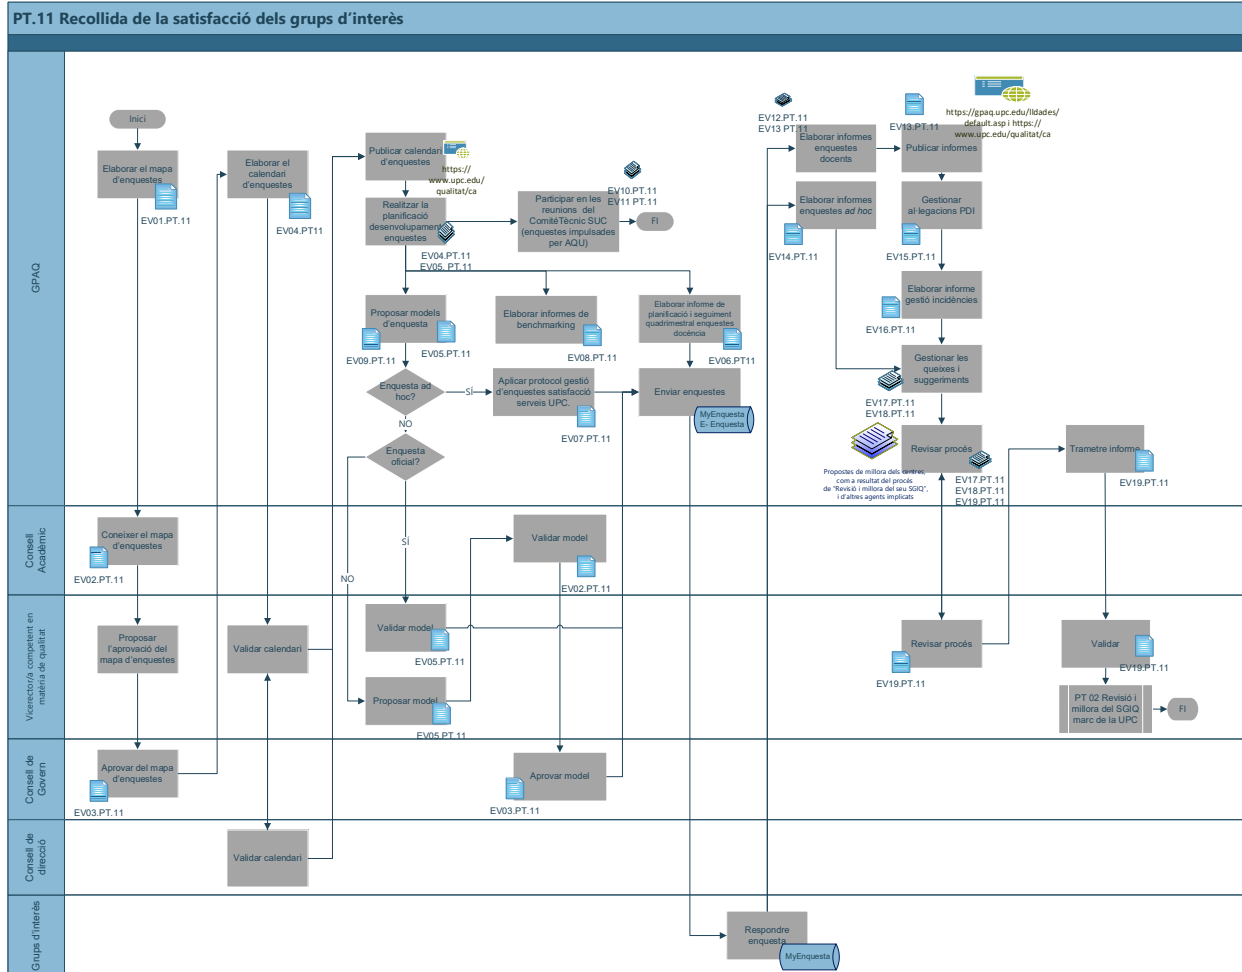 PT.11 Recollida de la satisfacció dels grups d'interès
GPAQ
Inici
Elaborar el mapa
d'enquestes
EV01.PT.11
Elaborar el
calendari
d'enquestes
EV04.PT11
Publicar calendari
d'enquestes
https://
www.upc.edu/
qualitat/ca
Realitzar la
planificació
desenvolupament
enquestes
EV04.PT.11
EV05. PT.11
Participar en les
reunions del
ComitéTècnic SUC
(enquestes impulsades
per AQU)
EV10.PT.11
EV11 PT.11
FI
Proposar models
d'enquesta
EV09.PT.11
EV05.PT.11
Elaborar informes de
benchmarking
EV08.PT.11
Elaborar informe de
planificació i seguiment
quadrimestral enquestes
docència
EV06.PT11
Enquesta ad
hoc?
SÍ
NO
Aplicar protocol gestió
d'enquestes satisfacció
serveis UPC.
EV07.PT.11
Enviar enquestes
MyEnquesta
E- Enquesta
Enquesta
oficial?
SÍ
NO
EV12.PT.11
EV13 PT.11
Elaborar informes
enquestes
docents
EV13.PT.11
Publicar informes
https://gpaq.upc.edu/lldades/
default.asp i https://
www.upc.edu/qualitat/ca
Elaborar informes
enquestes ad hoc
EV14.PT.11
Gestionar
al·legacions PDI
EV15.PT.11
Elaborar informe
gestió incidències
EV16.PT.11
Gestionar les
queixes i
suggeriments
EV17.PT.11
EV18.PT.11
Revisar procés
Propostes de millora dels centres,
com a resultat del procés
de "Revisió i millora del seu SGIQ",
i d'altres agents implicats
EV17.PT.11
EV18.PT.11
EV19.PT.11
Trametre informe
EV19.PT.11
Consell
Acadèmic
Conèixer el mapa
d'enquestes
EV02.PT.11
Validar model
EV02.PT.11
Vicerector/a competent en
matèria de qualitat
Proposar
l'aprovació del
mapa d'enquestes
Validar calendari
Validar model
EV05.PT.11
Proposar model
EV05.PT.11
Revisar procés
EV19.PT.11
Validar
EV19.PT.11
PT 02 Revisió i
millora del SGIQ
marc de la UPC
FI
Consell de
Govern
Aprovar del mapa
d'enquestes
EV03.PT.11
Aprovar model
EV03.PT.11
Consell de
direcció
Validar calendari
Grups d'interès
Respondre
enquesta
MyEnquesta